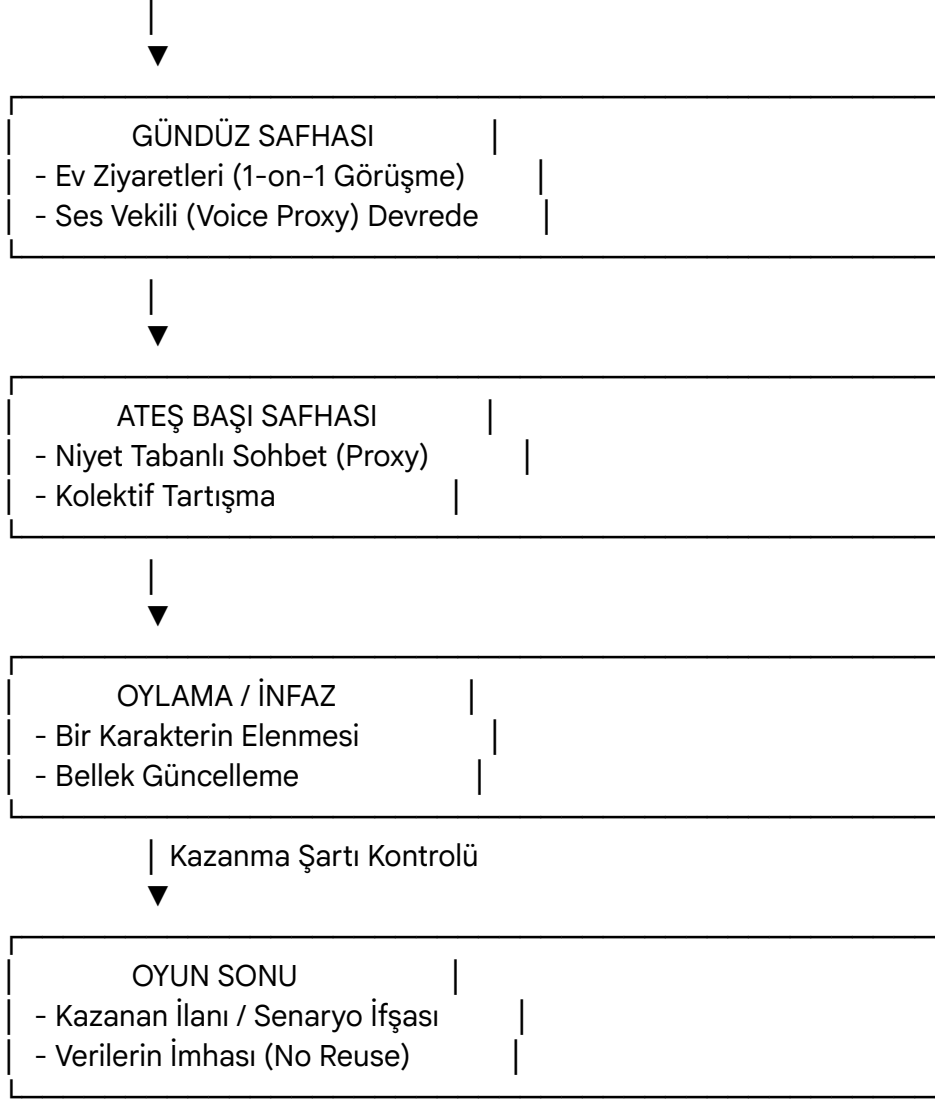 GÜNDÜZ SAFHASI
- Ev Ziyaretleri (1-on-1 Görüşme)
- Ses Vekili (Voice Proxy) Devrede
ATEŞ BAŞI SAFHASI
- Niyet Tabanlı Sohbet (Proxy)
- Kolektif Tartışma
OYLAMA / İNFAZ
- Bir Karakterin Elenmesi
- Bellek Güncelleme
Kazanma Şartı Kontrolü
OYUN SONU
- Kazanan İlanı / Senaryo İfşası
- Verilerin İmhası (No Reuse)